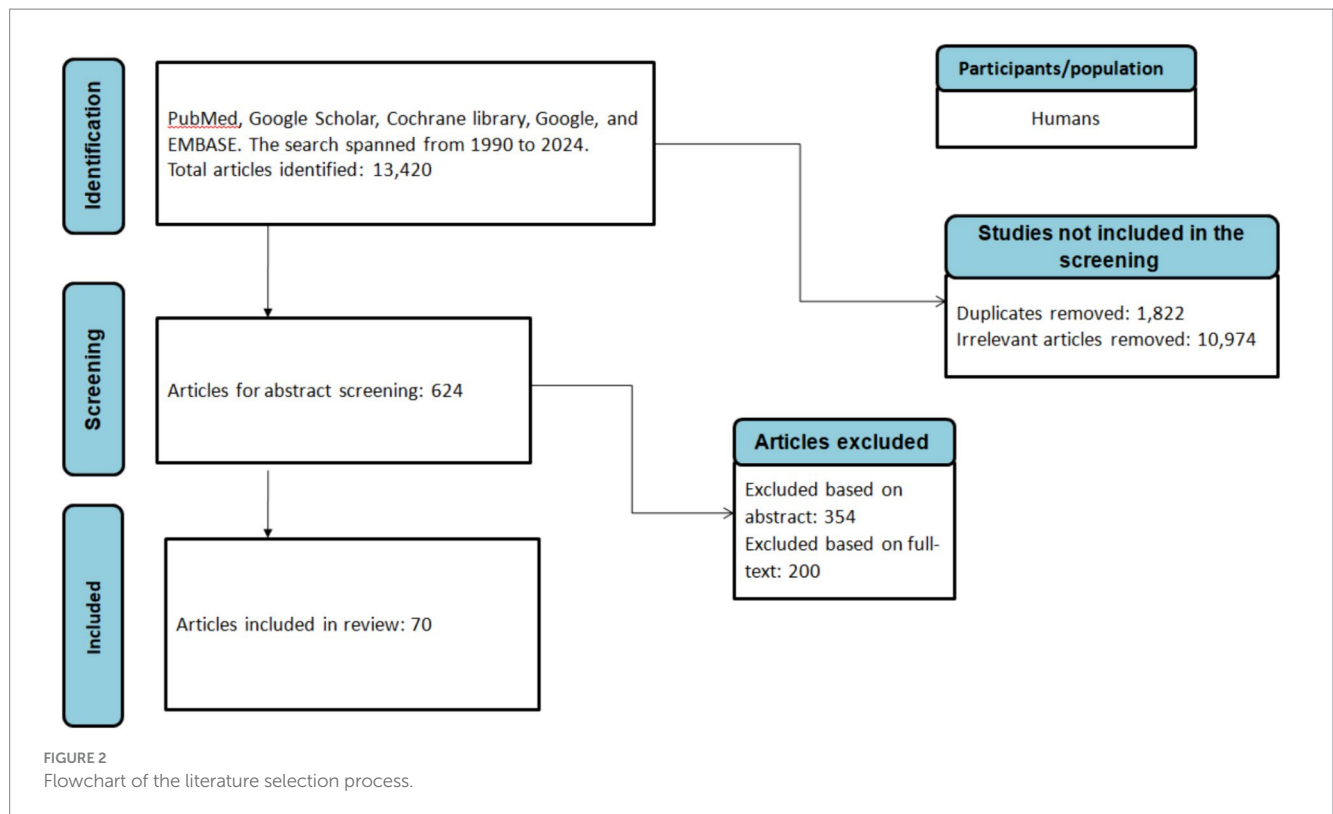 Identification
PubMed, Google Scholar, Cochrane library, Google, and
EMBASE. The search spanned from 1990 to 2024.
Total articles identified: 13,420
Participants/population
Humans
Studies not included in the
screening
Duplicates removed: 1,822
Irrelevant articles removed: 10,974
Screening
Articles for abstract screening: 624
Articles excluded
Excluded based on
abstract: 354
Excluded based on full-
text: 200
Included
Articles included in review: 70
FIGURE 2
Flowchart of the literature selection process.